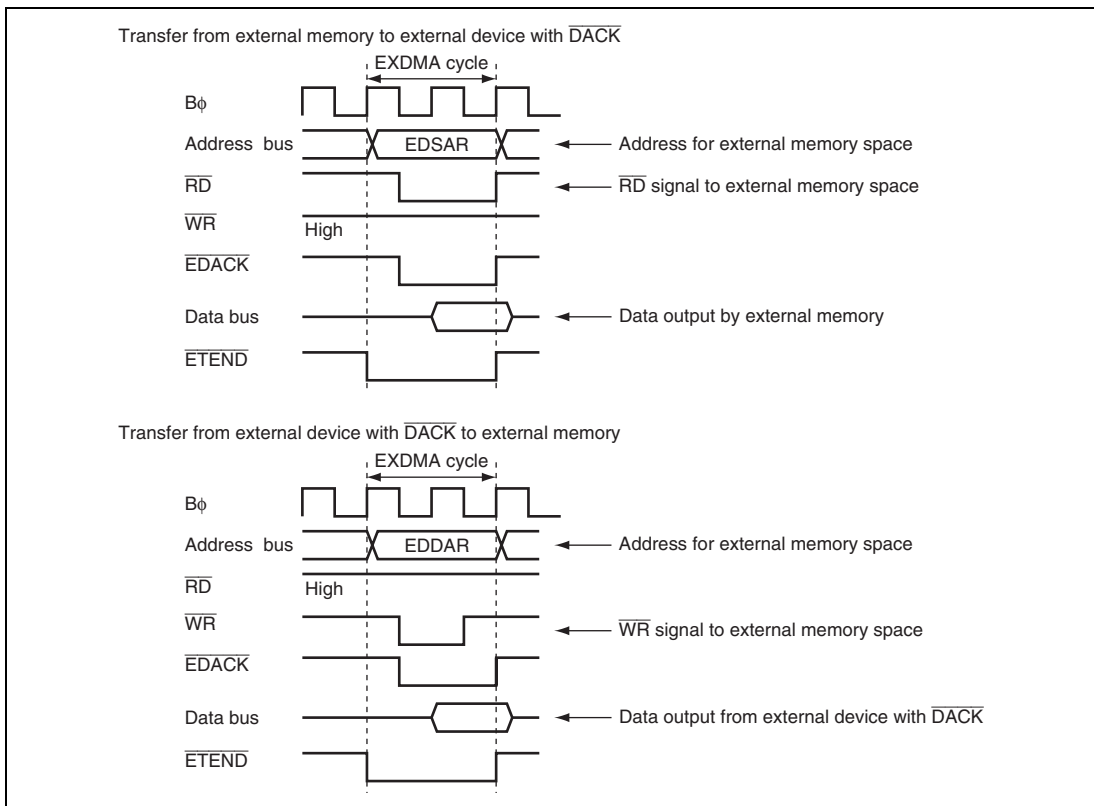 Transfer from external memory to external device with DACK
EXDMA cycle
Bϕ
Address bus EDSAR Address for external memory space
RD RD signal to external memory space
WR High
EDACK
Data bus Data output by external memory
ETEND
Transfer from external device with DACK to external memory
EXDMA cycle
Bϕ
Address bus EDDAR Address for external memory space
RD High
WR WR signal to external memory space
EDACK
Data bus Data output from external device with DACK
ETEND